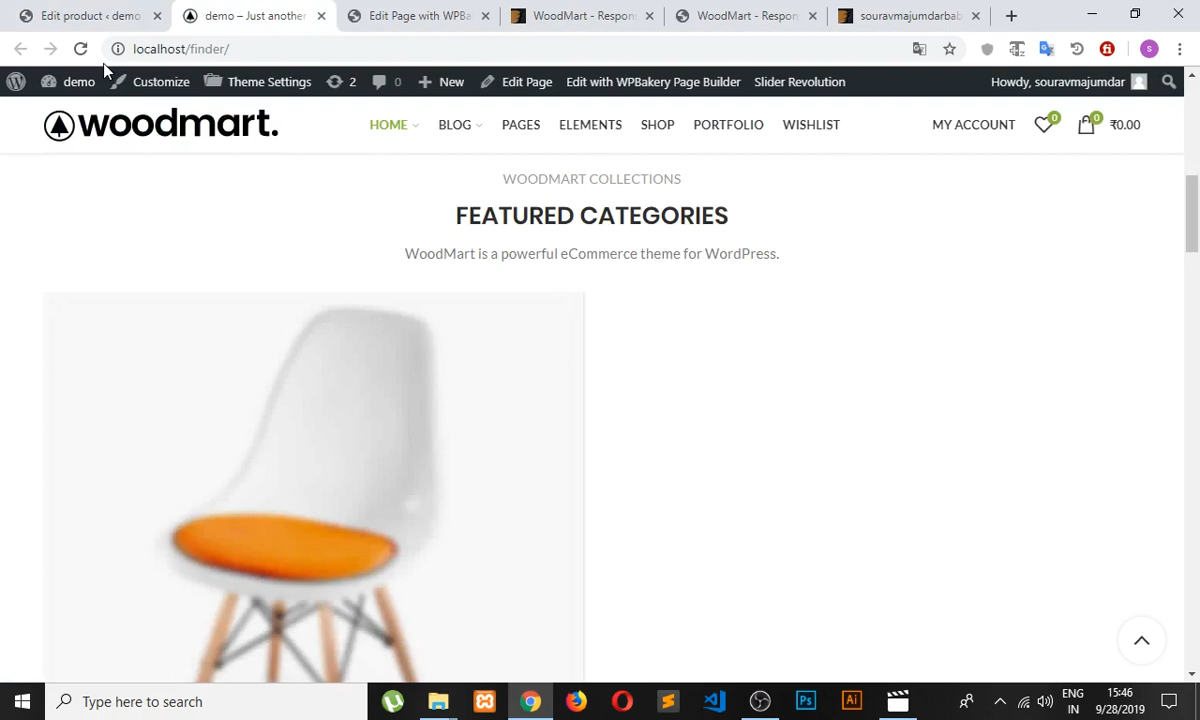 Edit product ‹ demo
demo – Just another
Edit Page with WPBa
WoodMart - Respon
WoodMart - Respon
souravmajumdarbab
localhost/finder/
demo
Customize
Theme Settings
2
0
New
Edit Page
Edit with WPBakery Page Builder
Slider Revolution
Howdy, souravmajumdar
woodmart.
HOME
BLOG
PAGES
ELEMENTS
SHOP
PORTFOLIO
WISHLIST
MY ACCOUNT
0
0
₹0.00
WOODMART COLLECTIONS
FEATURED CATEGORIES
WoodMart is a powerful eCommerce theme for WordPress.
Type here to search
ENG
IN
15:46
9/28/2019